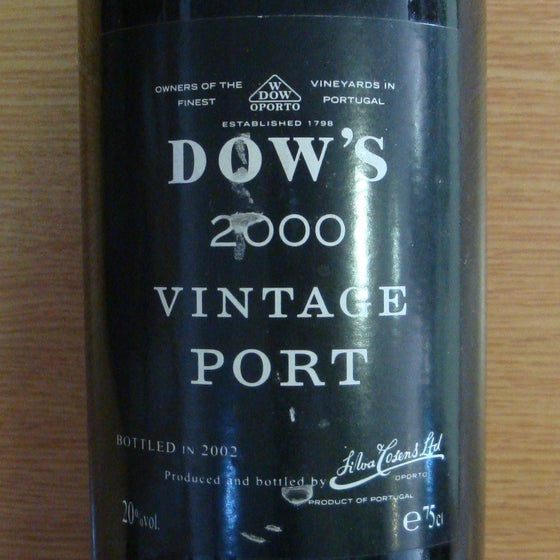 OWNERS OF THE FINEST
W
DOW
OPORTO
VINEYARDS IN PORTUGAL
ESTABLISHED 1798
DOW'S
2000
VINTAGE
PORT
BOTTLED IN 2002
Produced and bottled by Silva & Cosens Ltd
OPORTO
PRODUCT OF PORTUGAL
20%vol.
℮ 75cl